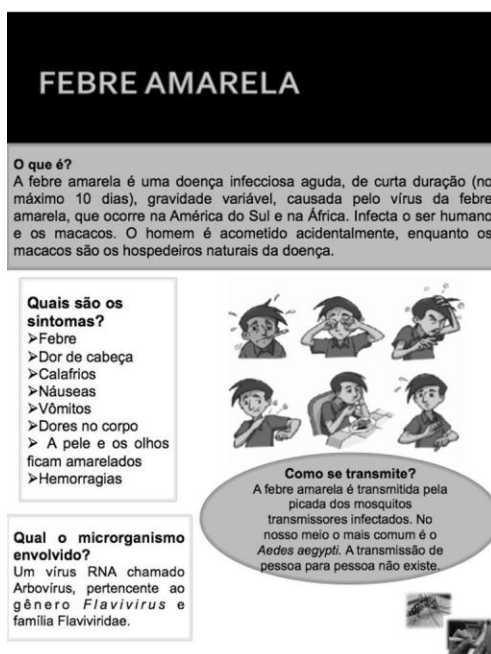 FEBRE AMARELA
O que é?
A febre amarela é uma doença infecciosa aguda, de curta duração (no
máximo 10 dias), gravidade variável, causada pelo vírus da febre
amarela, que ocorre na América do Sul e na África. Infecta o ser humano
e os macacos. O homem é acometido acidentalmente, enquanto os
macacos são os hospedeiros naturais da doença.
Quais são os
sintomas?
➢Febre
➢Dor de cabeça
➢Calafrios
➢Náuseas
➢Vômitos
➢Dores no corpo
➢ A pele e os olhos
ficam amarelados
➢Hemorragias
Como se transmite?
A febre amarela é transmitida pela
picada dos mosquitos
transmissores infectados. No
nosso meio o mais comum é o
Aedes aegypti. A transmissão de
pessoa para pessoa não existe.
Qual o microrganismo
envolvido?
Um vírus RNA chamado
Arbovírus, pertencente ao
gênero Flavivirus e
família Flaviviridae.